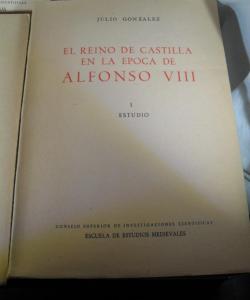 JULIO GONZALEZ
EL REINO DE CASTILLA
EN LA EPOCA DE
ALFONSO VIII
I
ESTUDIO
CONSEJO SUPERIOR DE INVESTIGACIONES CIENTIFICAS
ESCUELA DE ESTUDIOS MEDIEVALES